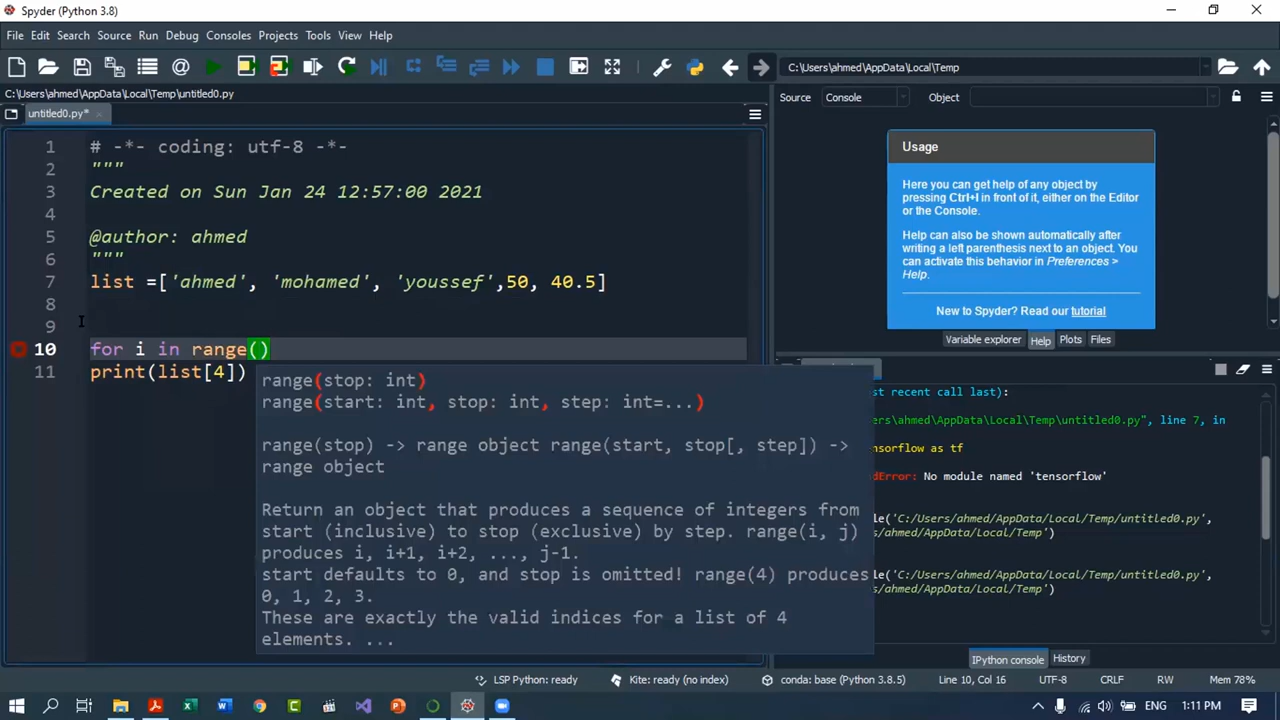 Spyder (Python 3.8)
File Edit Search Source Run Debug Consoles Projects Tools View Help
C:\Users\ahmed\AppData\Local\Temp
C:\Users\ahmed\AppData\Local\Temp\untitled0.py
untitled0.py*
Source Console Object
1 # -*- coding: utf-8 -*-
2 """
3 Created on Sun Jan 24 12:57:00 2021
4
5 @author: ahmed
6 """
7 list =['ahmed', 'mohamed', 'youssef',50, 40.5]
8
9
10 for i in range()
11 print(list[4])
range(stop: int)
range(start: int, stop: int, step: int=...)
range(stop) -> range object range(start, stop[, step]) ->
range object
Return an object that produces a sequence of integers from
start (inclusive) to stop (exclusive) by step. range(i, j)
produces i, i+1, i+2, ..., j-1.
start defaults to 0, and stop is omitted! range(4) produces
0, 1, 2, 3.
These are exactly the valid indices for a list of 4
elements. ...
Usage
Here you can get help of any object by
pressing Ctrl+I in front of it, either on the Editor
or the Console.
Help can also be shown automatically after
writing a left parenthesis next to an object. You
can activate this behavior in Preferences >
Help.
New to Spyder? Read our tutorial
Variable explorer Help Plots Files
st recent call last):
ers\ahmed\AppData\Local\Temp\untitled0.py", line 7, in
nsorflow as tf
dError: No module named 'tensorflow'
le('C:/Users/ahmed/AppData/Local/Temp/untitled0.py',
rs/ahmed/AppData/Local/Temp')
le('C:/Users/ahmed/AppData/Local/Temp/untitled0.py',
rs/ahmed/AppData/Local/Temp')
IPython console History
LSP Python: ready Kite: ready (no index) conda: base (Python 3.8.5) Line 10, Col 16 UTF-8 CRLF RW Mem 78%
ENG 1:11 PM